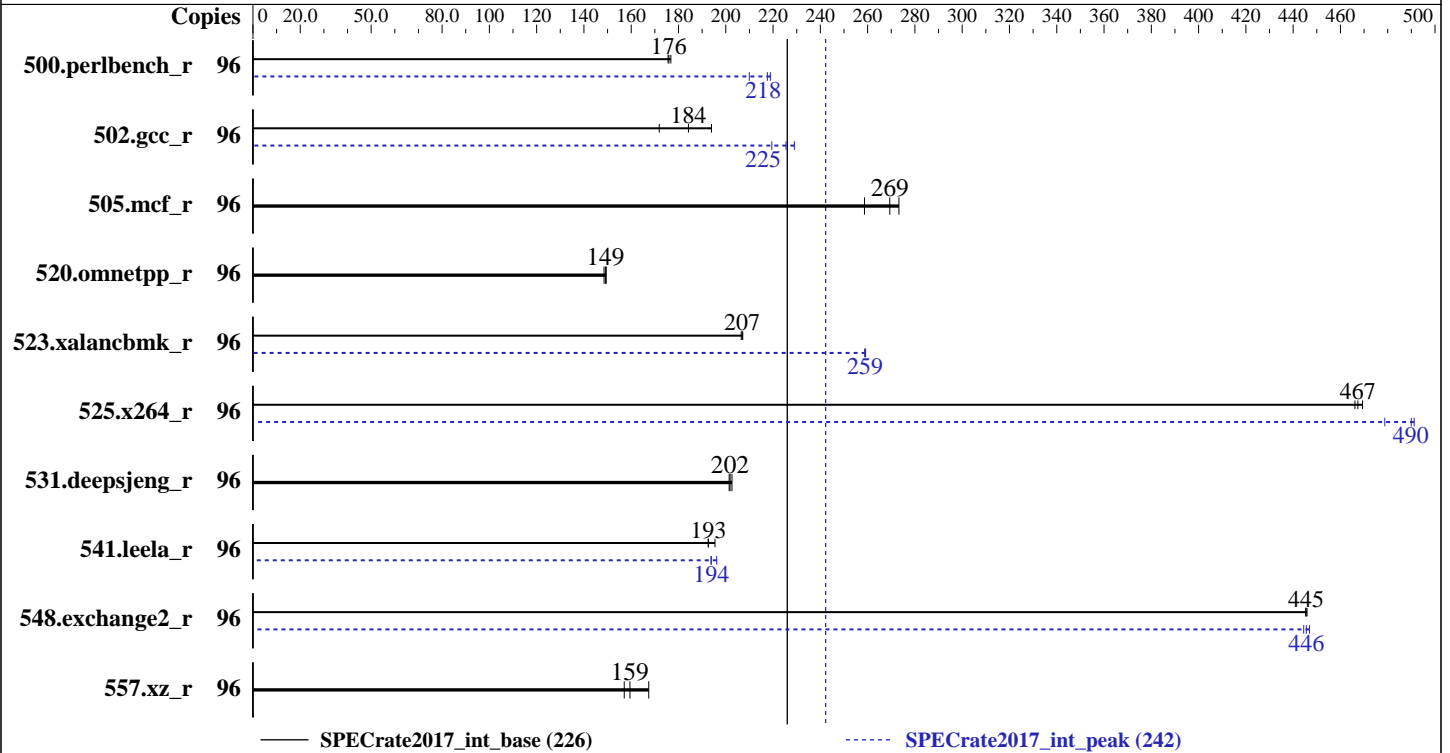 Copies 0 20.0 50.0 80.0 100 120 140 160 180 200 220 240 260 280 300 320 340 360 380 400 420 440 460 500
176
500.perlbench_r 96
218
184
502.gcc_r 96
225
269
505.mcf_r 96
149
520.omnetpp_r 96
207
523.xalancbmk_r 96
259
467
525.x264_r 96
490
202
531.deepsjeng_r 96
193
541.leela_r 96
194
445
548.exchange2_r 96
446
159
557.xz_r 96
SPECrate2017_int_base (226) SPECrate2017_int_peak (242)